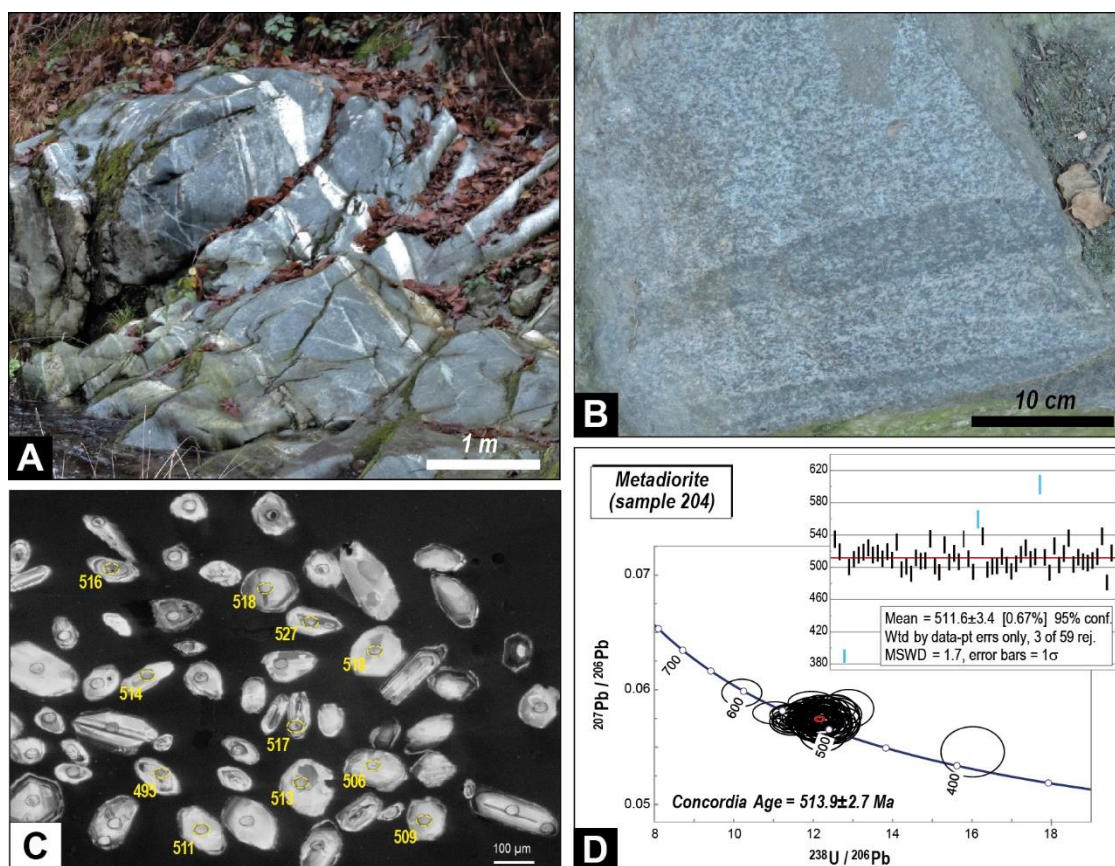 A
1 m
B
10 cm
C
516
518
527
518
514
517
495
506
513
511
509
100 µm
D
Metadiorite
(sample 204)
620
580
540
500
460
420
380
Mean = 511.6±3.4 [0.67%] 95% conf.
Wtd by data-pt errs only, 3 of 59 rej.
MSWD = 1.7, error bars = 1σ
0.07
0.06
0.05
207Pb / 206Pb
700
600
500
400
Concordia Age = 513.9±2.7 Ma
8
10
12
14
16
18
238U / 206Pb